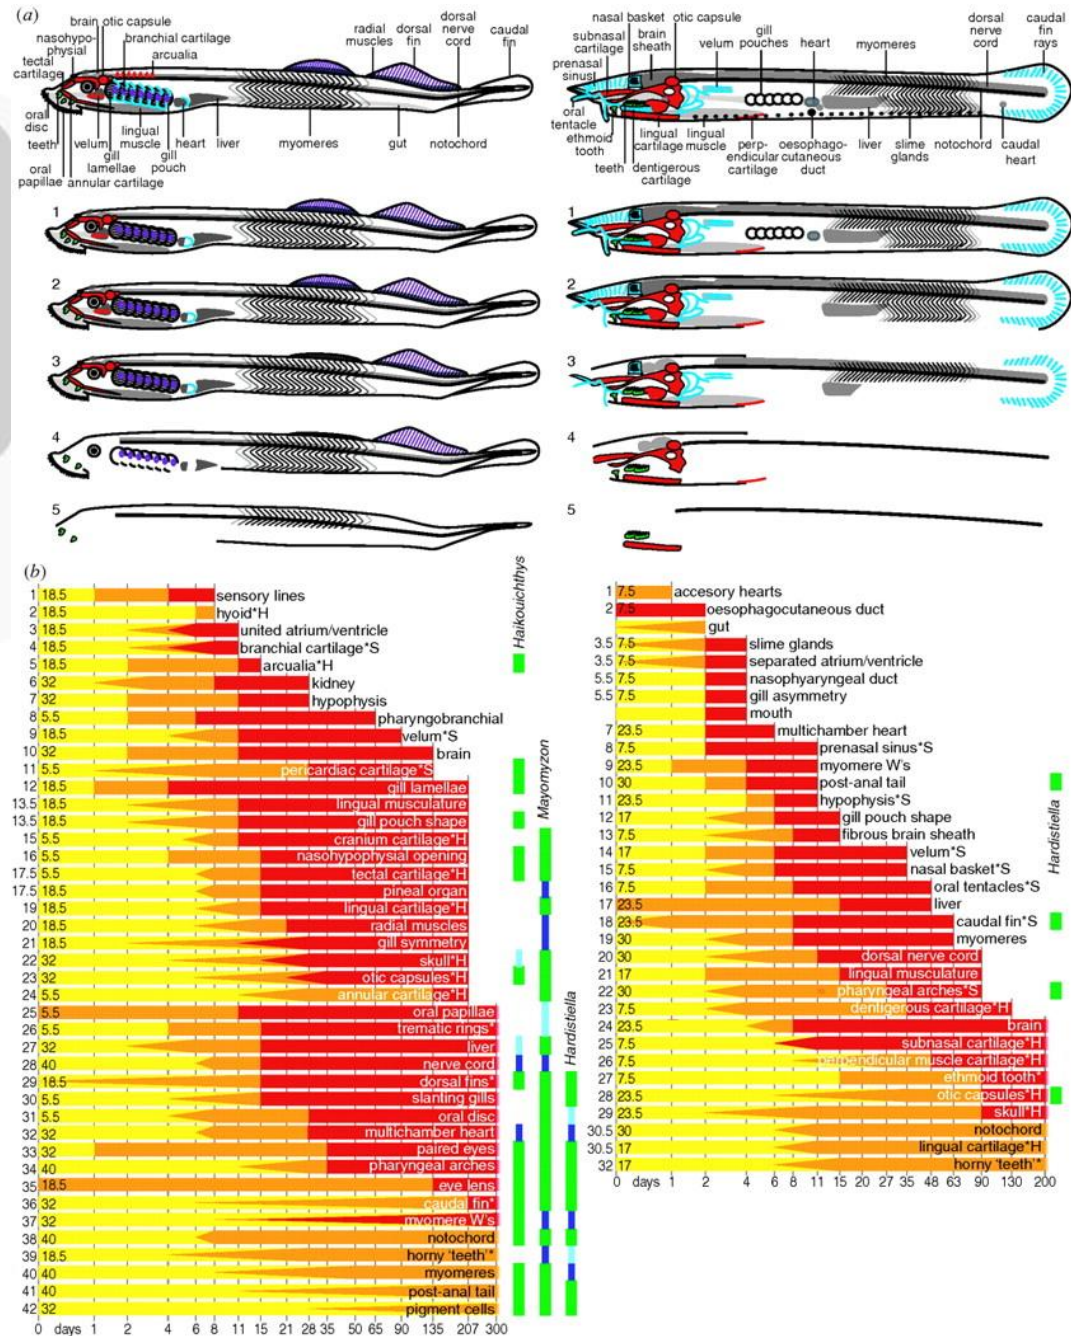 (a)
brain otic capsule
nasohypo-
physial
branchial cartilage
arcualia
tectal
cartilage
radial
muscles
dorsal
fin
dorsal
nerve
cord
caudal
fin
oral
disc
teeth
oral
papillae
velum
gill
lamellae
annular cartilage
lingual
muscle
gill
pouch
heart
liver
myomeres
gut
notochord
nasal basket
otic capsule
subnasal
cartilage
brain
sheath
prenasal
sinus
velum
gill
pouches
heart
myomeres
dorsal
nerve
cord
caudal
fin
rays
oral
tentacle
ethmoid
tooth
teeth
lingual
cartilage
dentigerous
cartilage
lingual
muscle
perp-
endicular
cartilage
oesophago-
cutaneous
duct
liver
slime
glands
notochord
caudal
heart
1
2
3
4
5
1
2
3
4
5
(b)
Haikouichthys
Mayomyzon
Hardistiella
1 18.5 sensory lines
2 18.5 hyoid*H
3 18.5 united atrium/ventricle
4 18.5 branchial cartilage*S
5 18.5 arcualia*H
6 32 kidney
7 32 hypophysis
8 5.5 pharyngobranchial
9 18.5 velum*S
10 32 brain
11 5.5 pericardiac cartilage*S
12 18.5 gill lamellae
13.5 18.5 lingual musculature
13.5 18.5 gill pouch shape
15 5.5 cranium cartilage*H
16 5.5 nasohypophysial opening
17.5 5.5 tectal cartilage*H
17.5 18.5 pineal organ
19 18.5 lingual cartilage*H
20 18.5 radial muscles
21 18.5 gill symmetry
22 32 skull*H
23 32 otic capsules*H
24 5.5 annular cartilage*H
25 5.5 oral papillae
26 5.5 trematic rings*
27 32 liver
28 40 nerve cord
29 18.5 dorsal fins*
30 5.5 slanting gills
31 5.5 oral disc
32 32 multichamber heart
33 32 paired eyes
34 40 pharyngeal arches
35 18.5 eye lens
36 32 caudal fin*
37 32 myomere W's
38 40 notochord
39 18.5 horny 'teeth'*
40 40 myomeres
41 40 post-anal tail
42 32 pigment cells
0 days 1 2 4 6 8 11 15 21 28 35 50 65 90 135 207 300
Hardistiella
1 7.5 accesory hearts
2 7.5 oesophagocutaneous duct
gut
3.5 7.5 slime glands
3.5 7.5 separated atrium/ventricle
5.5 7.5 nasophyaryngeal duct
5.5 7.5 gill asymmetry
mouth
7 23.5 multichamber heart
8 7.5 prenasal sinus*S
9 23.5 myomere W's
10 30 post-anal tail
11 23.5 hypophysis*S
12 17 gill pouch shape
13 7.5 fibrous brain sheath
14 17 velum*S
15 7.5 nasal basket*S
16 7.5 oral tentacles*S
17 23.5 liver
18 23.5 caudal fin*S
19 30 myomeres
20 30 dorsal nerve cord
21 17 lingual musculature
22 30 pharyngeal arches*S
23 7.5 dentigerous cartilage*H
24 23.5 brain
25 7.5 subnasal cartilage*H
26 7.5 perpendicular muscle cartilage*H
27 7.5 ethmoid tooth*
28 23.5 otic capsules*H
29 23.5 skull*H
30.5 30 notochord
30.5 17 lingual cartilage*H
32 17 horny 'teeth'*
0 days 1 2 4 6 8 11 15 20 27 35 48 63 90 130 200